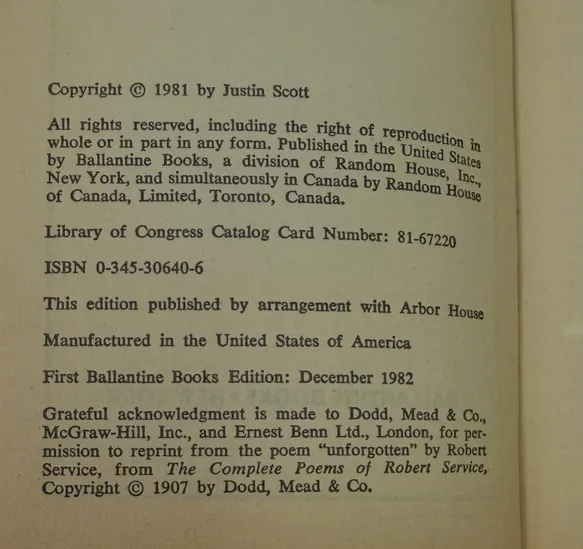 Copyright © 1981 by Justin Scott
All rights reserved, including the right of reproduction in
whole or in part in any form. Published in the United States
by Ballantine Books, a division of Random House, Inc.,
New York, and simultaneously in Canada by Random House
of Canada, Limited, Toronto, Canada.
Library of Congress Catalog Card Number: 81-67220
ISBN 0-345-30640-6
This edition published by arrangement with Arbor House
Manufactured in the United States of America
First Ballantine Books Edition: December 1982
Grateful acknowledgment is made to Dodd, Mead & Co.,
McGraw-Hill, Inc., and Ernest Benn Ltd., London, for per-
mission to reprint from the poem "unforgotten" by Robert
Service, from The Complete Poems of Robert Service,
Copyright © 1907 by Dodd, Mead & Co.